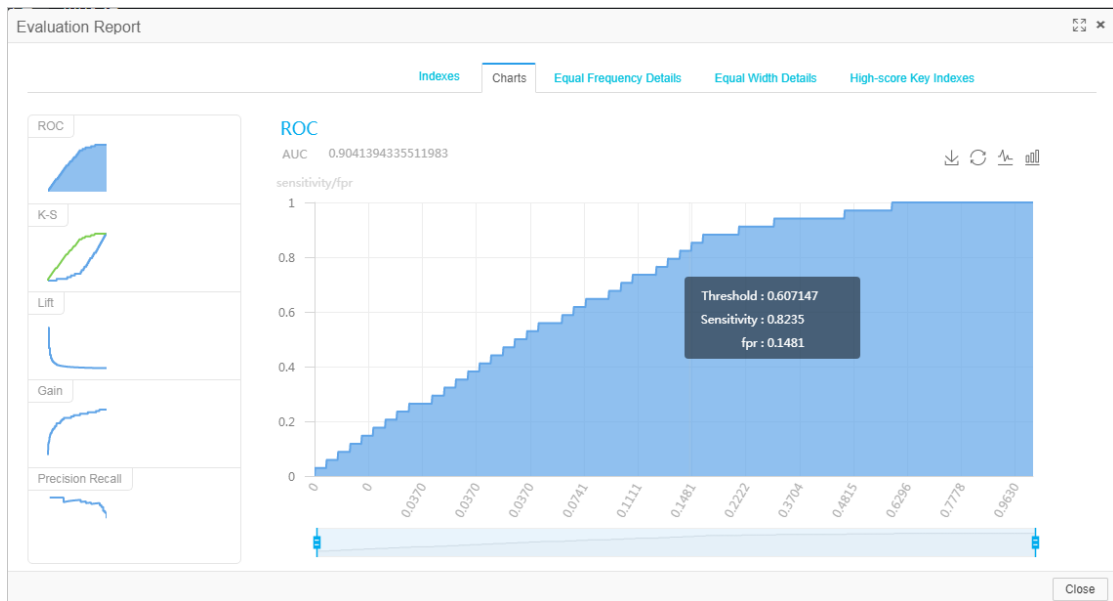 Evaluation Report
Indexes
Charts
Equal Frequency Details
Equal Width Details
High-score Key Indexes
ROC
K-S
Lift
Gain
Precision Recall
ROC
AUC 0.9041394335511983
sensitivity/fpr
1
0.8
0.6
0.4
0.2
0
Threshold : 0.607147
Sensitivity : 0.8235
fpr : 0.1481
0
0
0.0370
0.0370
0.0370
0.0741
0.1111
0.1481
0.2222
0.3704
0.4815
0.6296
0.7778
0.9630
Close